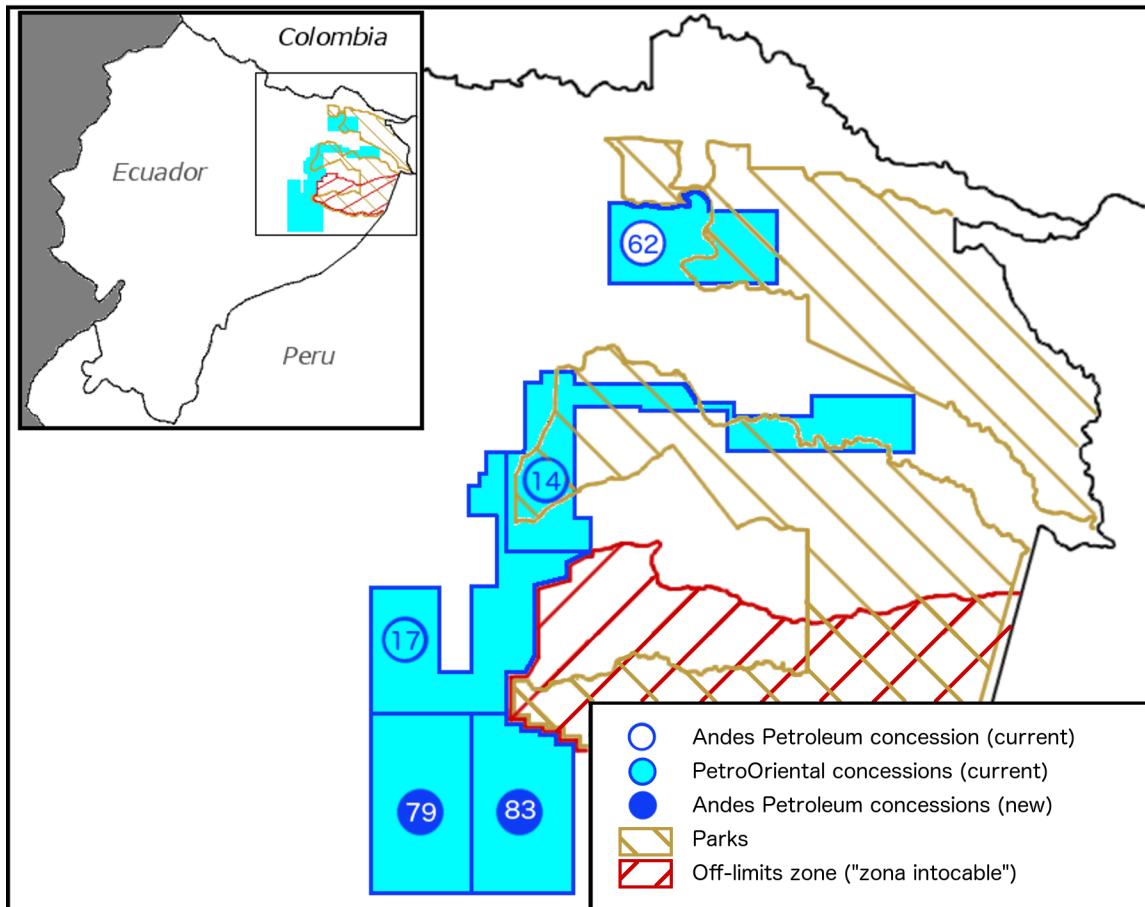 Colombia
Ecuador
Peru
62
14
17
79
83
Andes Petroleum concession (current)
PetroOriental concessions (current)
Andes Petroleum concessions (new)
Parks
Off-limits zone ("zona intocable")